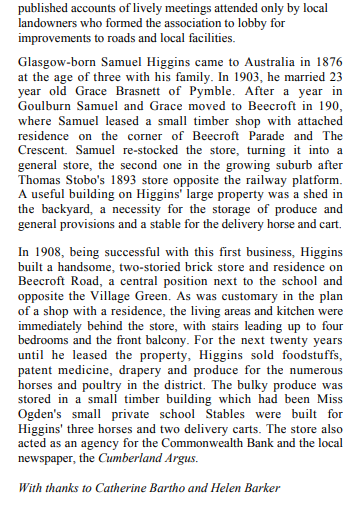 published accounts of lively meetings attended only by local
landowners who formed the association to lobby for
improvements to roads and local facilities.
Glasgow-born Samuel Higgins came to Australia in 1876
at the age of three with his family. In 1903, he married 23
year old Grace Brasnett of Pymble. After a year in
Goulburn Samuel and Grace moved to Beecroft in 190,
where Samuel leased a small timber shop with attached
residence on the corner of Beecroft Parade and The
Crescent. Samuel re-stocked the store, turning it into a
general store, the second one in the growing suburb after
Thomas Stobo's 1893 store opposite the railway platform.
A useful building on Higgins' large property was a shed in
the backyard, a necessity for the storage of produce and
general provisions and a stable for the delivery horse and cart.
In 1908, being successful with this first business, Higgins
built a handsome, two-storied brick store and residence on
Beecroft Road, a central position next to the school and
opposite the Village Green. As was customary in the plan
of a shop with a residence, the living areas and kitchen were
immediately behind the store, with stairs leading up to four
bedrooms and the front balcony. For the next twenty years
until he leased the property, Higgins sold foodstuffs,
patent medicine, drapery and produce for the numerous
horses and poultry in the district. The bulky produce was
stored in a small timber building which had been Miss
Ogden's small private school Stables were built for
Higgins' three horses and two delivery carts. The store also
acted as an agency for the Commonwealth Bank and the local
newspaper, the Cumberland Argus.
With thanks to Catherine Bartho and Helen Barker